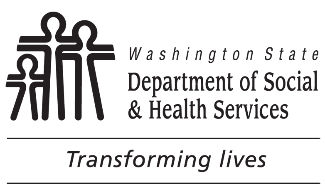 Washington State
Department of Social
& Health Services
Transforming lives